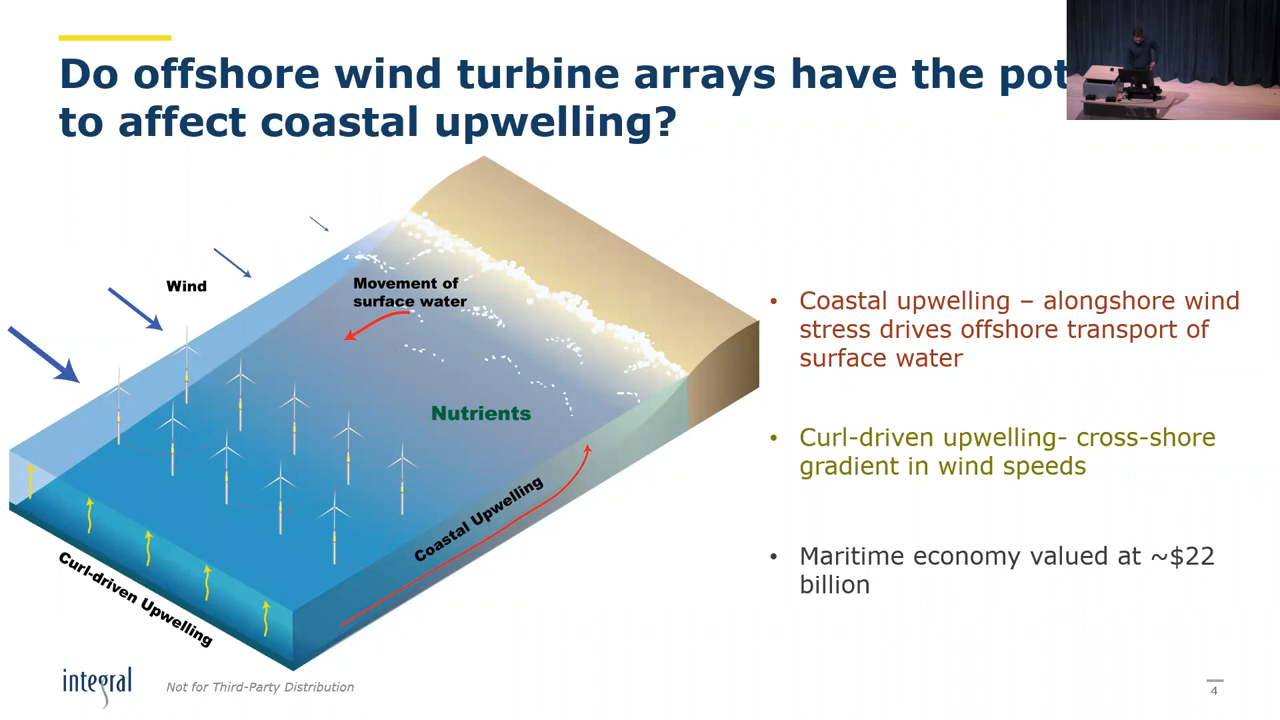 Do offshore wind turbine arrays have the pot
to affect coastal upwelling?
Wind
Movement of
surface water
Nutrients
Coastal Upwelling
Curl-driven Upwelling
• Coastal upwelling – alongshore wind
stress drives offshore transport of
surface water
• Curl-driven upwelling- cross-shore
gradient in wind speeds
• Maritime economy valued at ~$22
billion
integral
Not for Third-Party Distribution
4